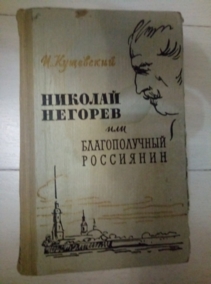 И. Кущевский
НИКОЛАЙ
НЕГОРЕВ
или
БЛАГОПОЛУЧНЫЙ
РОССИЯНИН